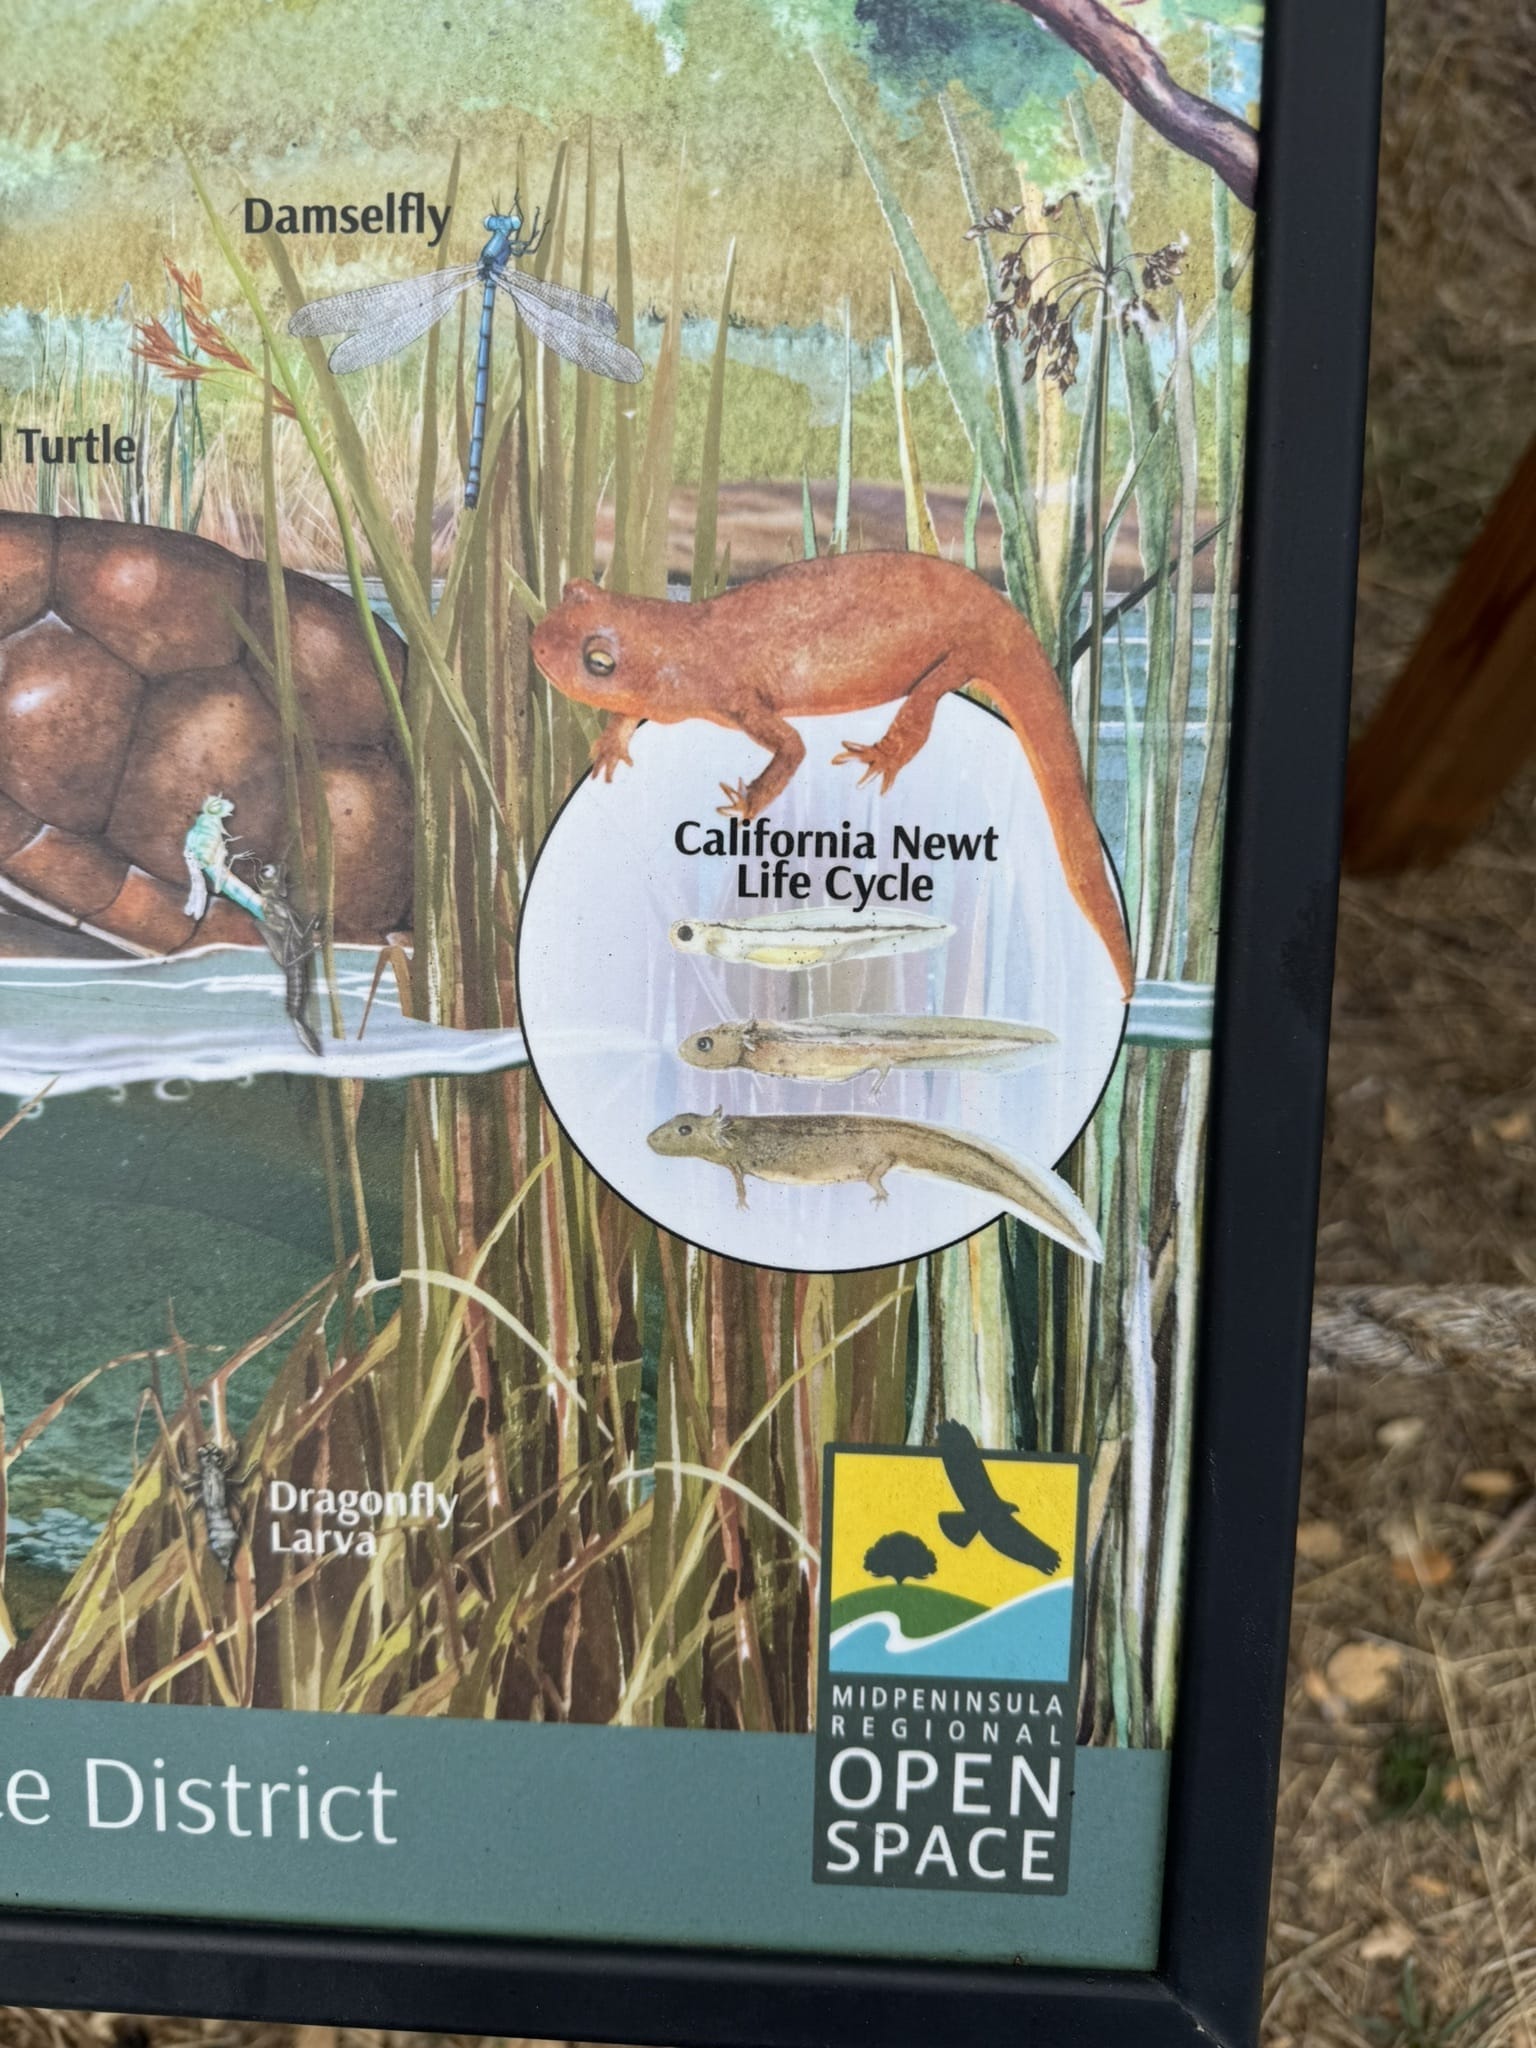 Damselfly
Turtle
California Newt
Life Cycle
Dragonfly
Larva
District
MIDPENINSULA
REGIONAL
OPEN
SPACE